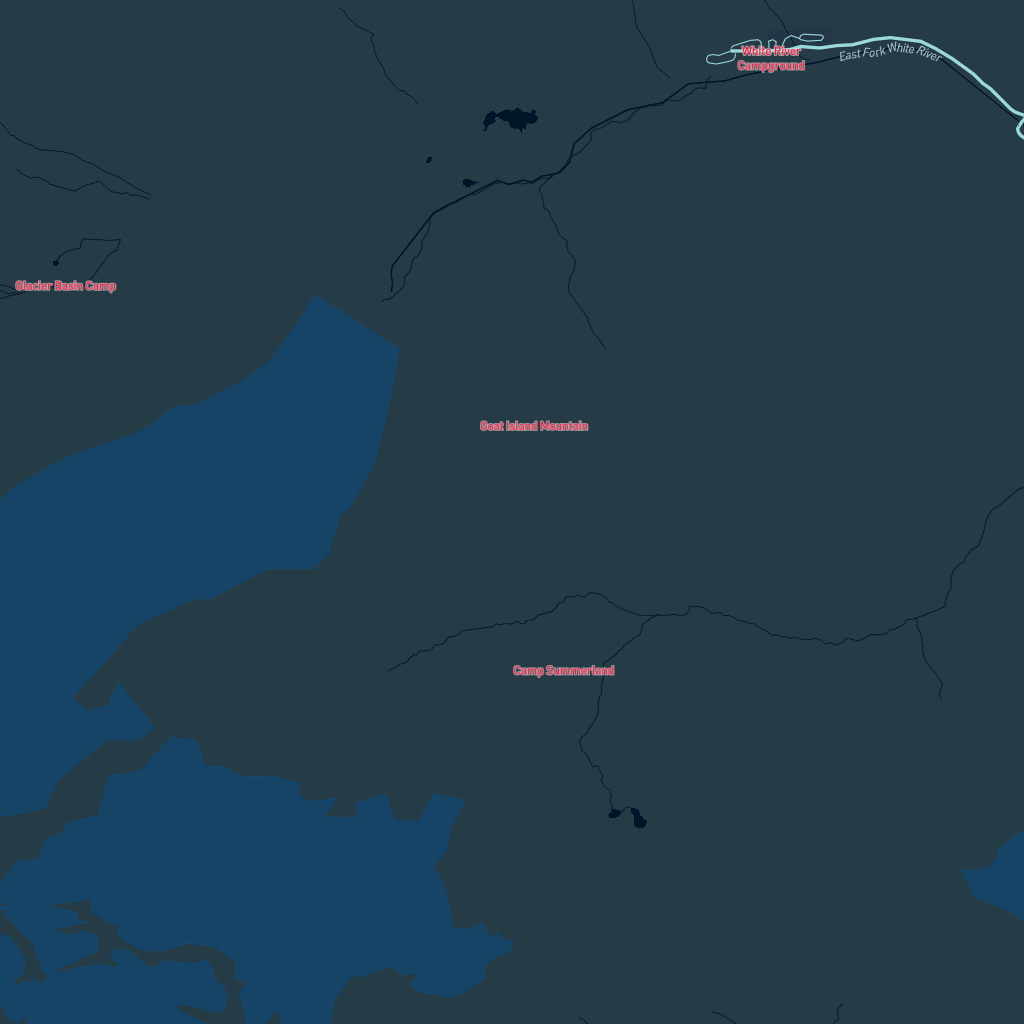 White River
Campground
East Fork White River
Glacier Basin Camp
Goat Island Mountain
Camp Summerland